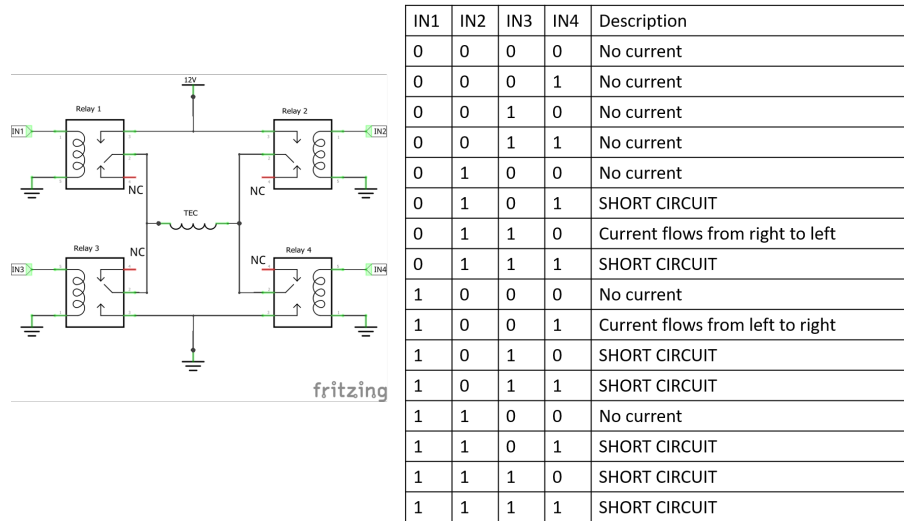 12V
Relay 1
Relay 2
IN1
IN2
NC
NC
TEC
Relay 3
NC
NC
Relay 4
IN3
IN4
fritzing
IN1 IN2 IN3 IN4 Description
0 0 0 0 No current
0 0 0 1 No current
0 0 1 0 No current
0 0 1 1 No current
0 1 0 0 No current
0 1 0 1 SHORT CIRCUIT
0 1 1 0 Current flows from right to left
0 1 1 1 SHORT CIRCUIT
1 0 0 0 No current
1 0 0 1 Current flows from left to right
1 0 1 0 SHORT CIRCUIT
1 0 1 1 SHORT CIRCUIT
1 1 0 0 No current
1 1 0 1 SHORT CIRCUIT
1 1 1 0 SHORT CIRCUIT
1 1 1 1 SHORT CIRCUIT